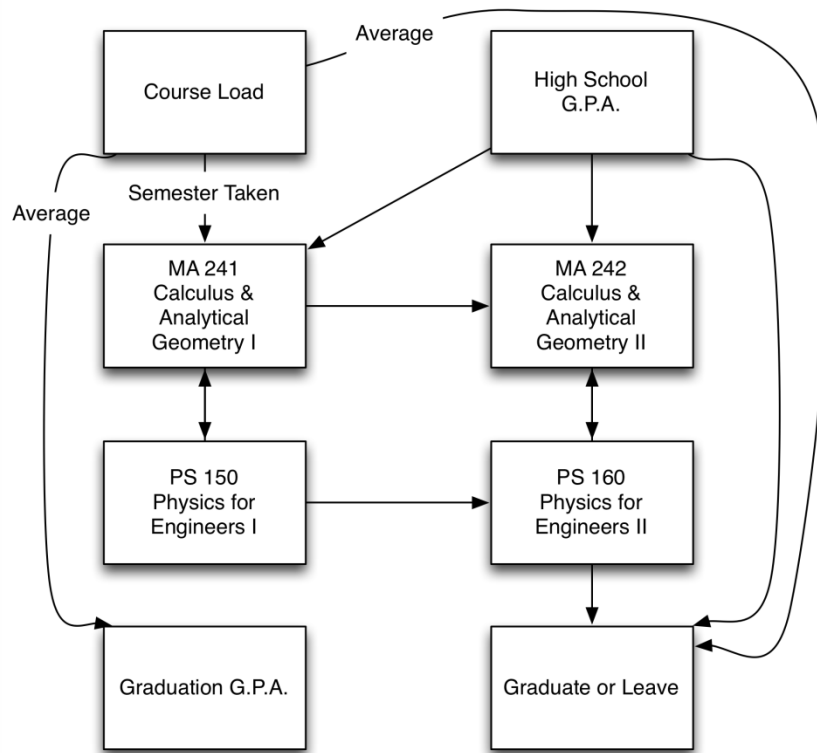 Average
Course Load
High School
G.P.A.
Semester Taken
Average
MA 241
Calculus &
Analytical
Geometry I
MA 242
Calculus &
Analytical
Geometry II
PS 150
Physics for
Engineers I
PS 160
Physics for
Engineers II
Graduation G.P.A.
Graduate or Leave